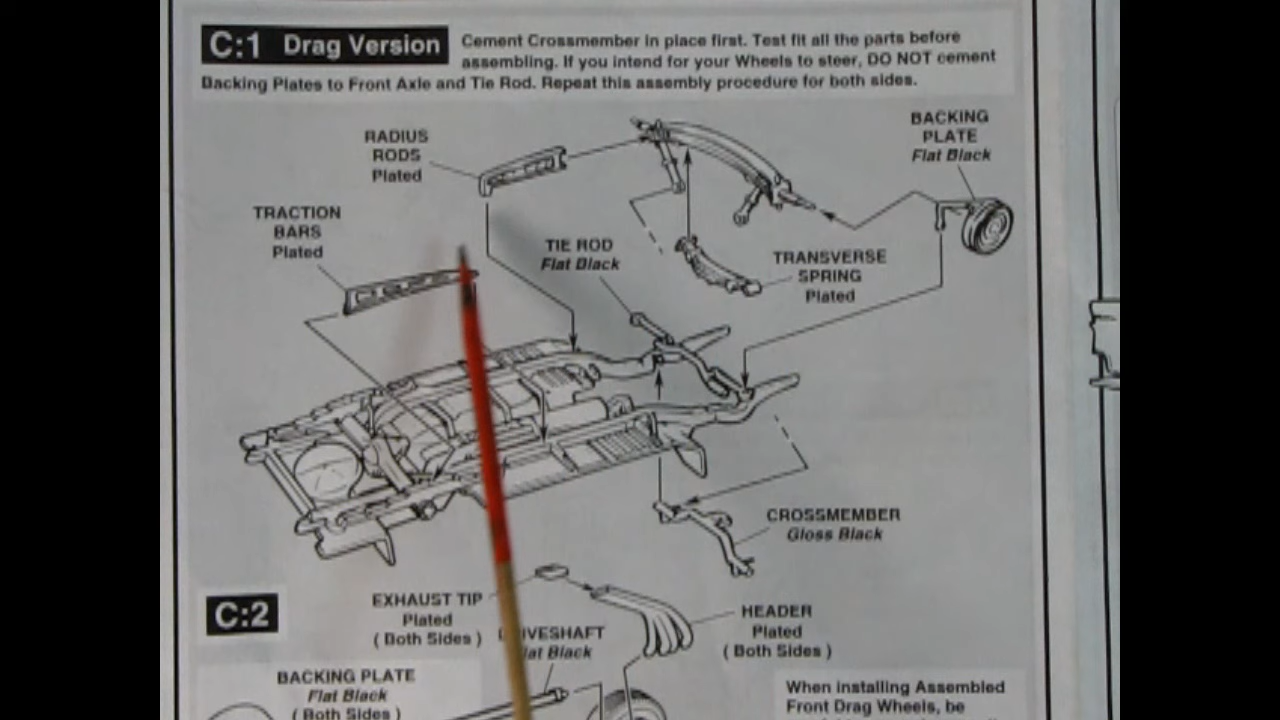 C:1 Drag Version
Cement Crossmember in place first. Test fit all the parts before
assembling. If you intend for your Wheels to steer, DO NOT cement
Backing Plates to Front Axle and Tie Rod. Repeat this assembly procedure for both sides.
RADIUS
RODS
Plated
BACKING
PLATE
Flat Black
TRACTION
BARS
Plated
TIE ROD
Flat Black
TRANSVERSE
SPRING
Plated
CROSSMEMBER
Gloss Black
C:2
EXHAUST TIP
Plated
( Both Sides )
HEADER
Plated
( Both Sides )
Black
BACKING PLATE
Flat Black
( Both Sides )
When installing Assembled
Front Drag Wheels, be